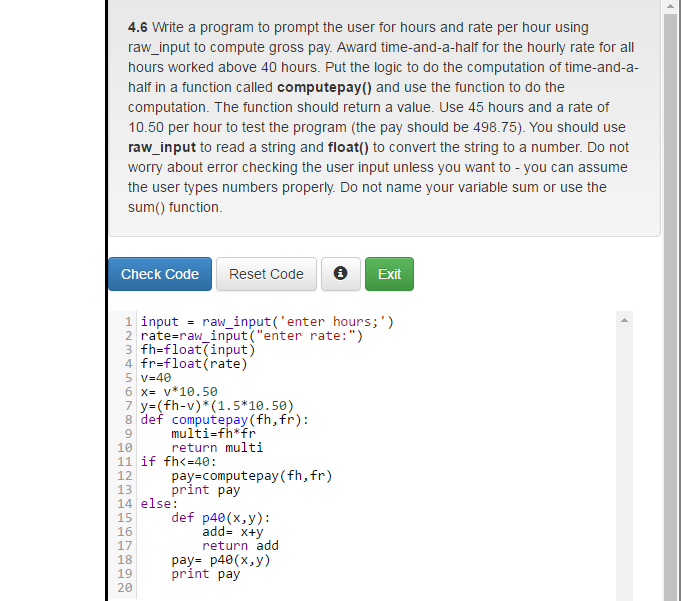 4.6 Write a program to prompt the user for hours and rate per hour using
raw_input to compute gross pay. Award time-and-a-half for the hourly rate for all
hours worked above 40 hours. Put the logic to do the computation of time-and-a-
half in a function called computepay() and use the function to do the
computation. The function should return a value. Use 45 hours and a rate of
10.50 per hour to test the program (the pay should be 498.75). You should use
raw_input to read a string and float() to convert the string to a number. Do not
worry about error checking the user input unless you want to - you can assume
the user types numbers properly. Do not name your variable sum or use the
sum() function.
Check Code Reset Code i Exit
1 input = raw_input('enter hours;')
2 rate=raw_input("enter rate:")
3 fh=float(input)
4 fr=float(rate)
5 v=40
6 x= v*10.50
7 y=(fh-v)*(1.5*10.50)
8 def computepay(fh,fr):
9     multi=fh*fr
10     return multi
11 if fh<=40:
12     pay=computepay(fh,fr)
13     print pay
14 else:
15     def p40(x,y):
16         add= x+y
17         return add
18     pay= p40(x,y)
19     print pay
20